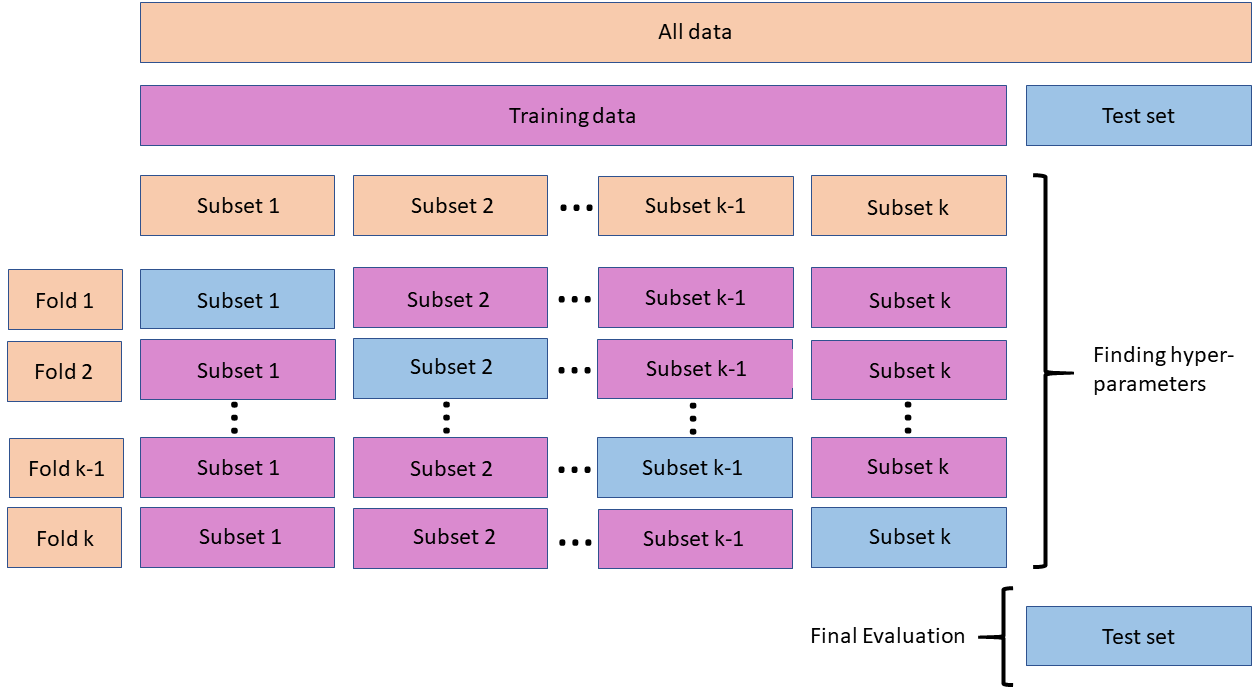 All data
Training data
Test set
Subset 1
Subset 2
Subset k-1
Subset k
Fold 1
Subset 1
Subset 2
Subset k-1
Subset k
Fold 2
Subset 1
Subset 2
Subset k-1
Subset k
Finding hyper-
parameters
Fold k-1
Subset 1
Subset 2
Subset k-1
Subset k
Fold k
Subset 1
Subset 2
Subset k-1
Subset k
Final Evaluation
Test set